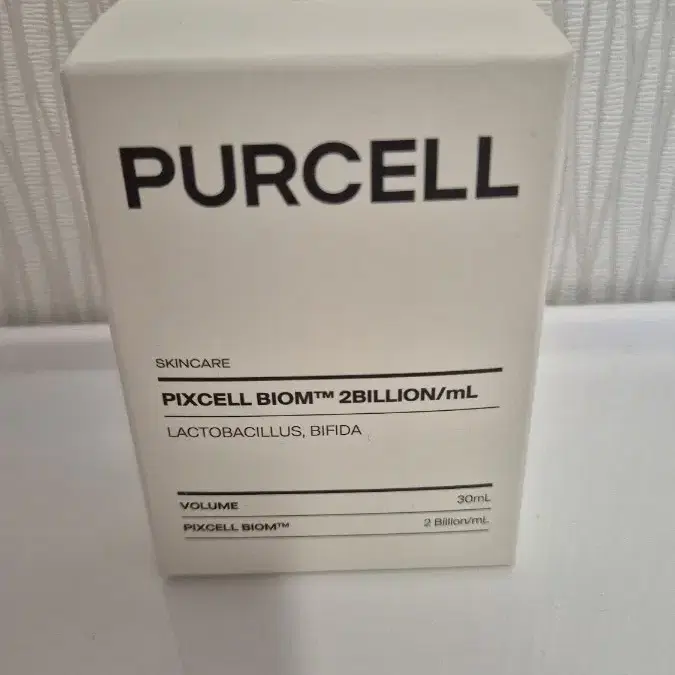 PURCELL
SKINCARE
PIXCELL BIOM™ 2BILLION/mL
LACTOBACILLUS, BIFIDA
VOLUME 30mL
PIXCELL BIOM™ 2 Billion/mL